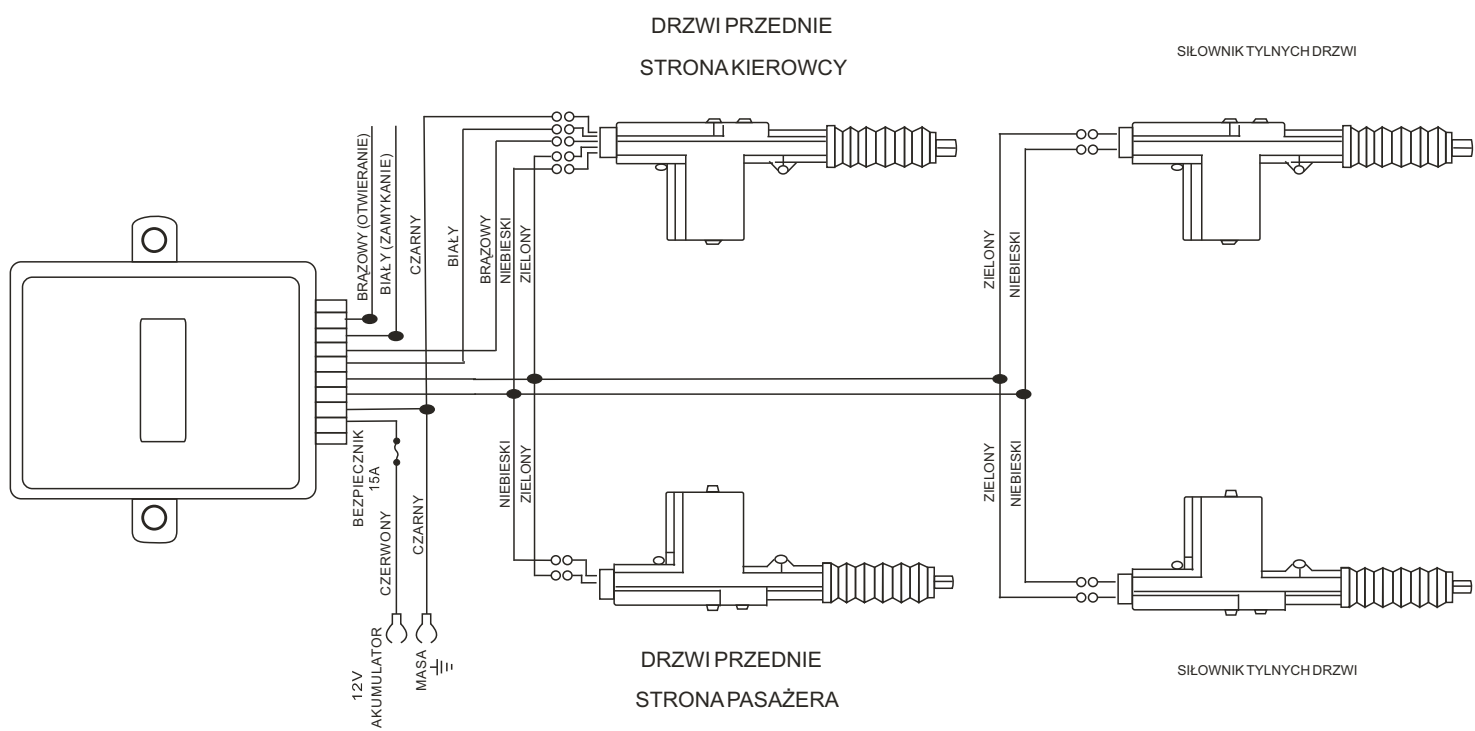 DRZWI PRZEDNIE
STRONA KIEROWCY
SIŁOWNIK TYLNYCH DRZWI
BRĄZOWY (OTWIERANIE)
BIAŁY (ZAMYKANIE)
CZARNY
BIAŁY
BRĄZOWY
NIEBIESKI
ZIELONY
ZIELONY
NIEBIESKI
BEZPIECZNIK
15A
CZERWONY
CZARNY
NIEBIESKI
ZIELONY
ZIELONY
NIEBIESKI
12V
AKUMULATOR
MASA
DRZWI PRZEDNIE
STRONA PASAŻERA
SIŁOWNIK TYLNYCH DRZWI